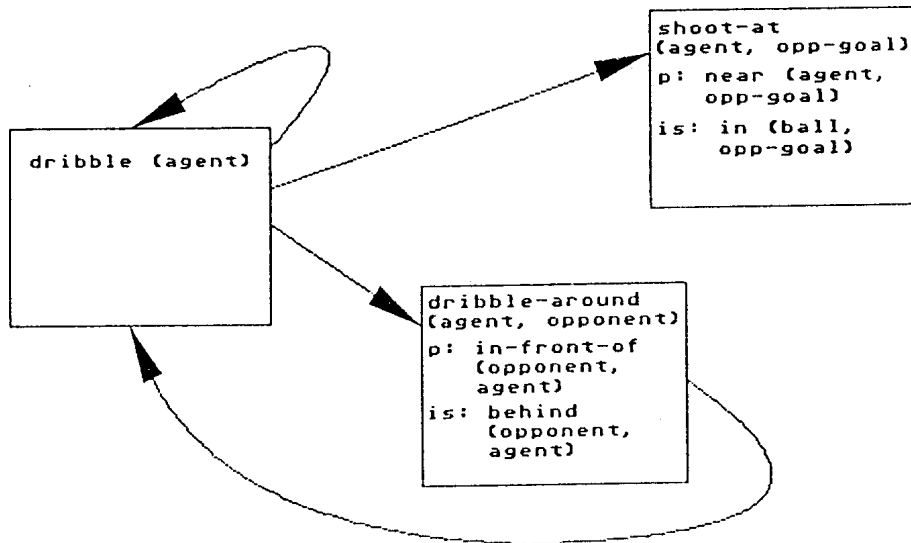 shoot-at
(agent, opp-goal)
p: near (agent,
opp-goal)
is: in (ball,
opp-goal)
dribble (agent)
dribble-around
(agent, opponent)
p: in-front-of
(opponent,
agent)
is: behind
(opponent,
agent)